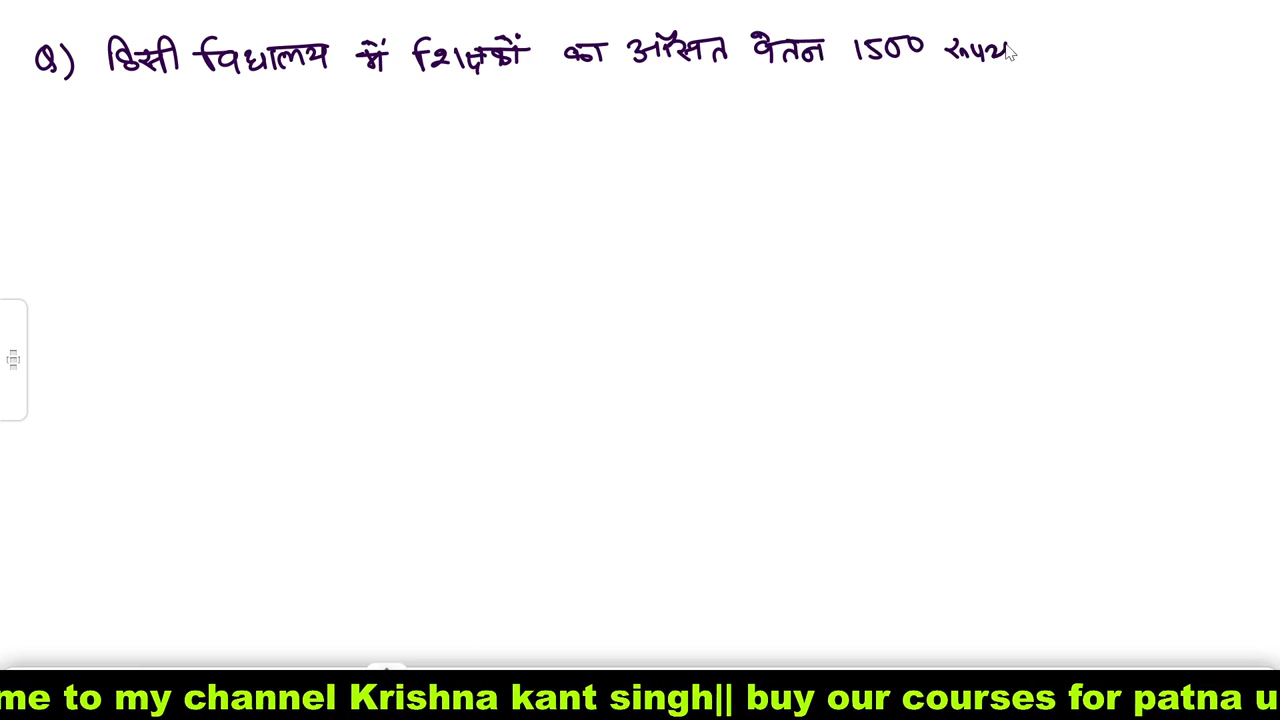 Q) किसी विद्यालय में शिक्षकों का औसत वेतन 1500 रूपय
me to my channel Krishna kant singh|| buy our courses for patna u